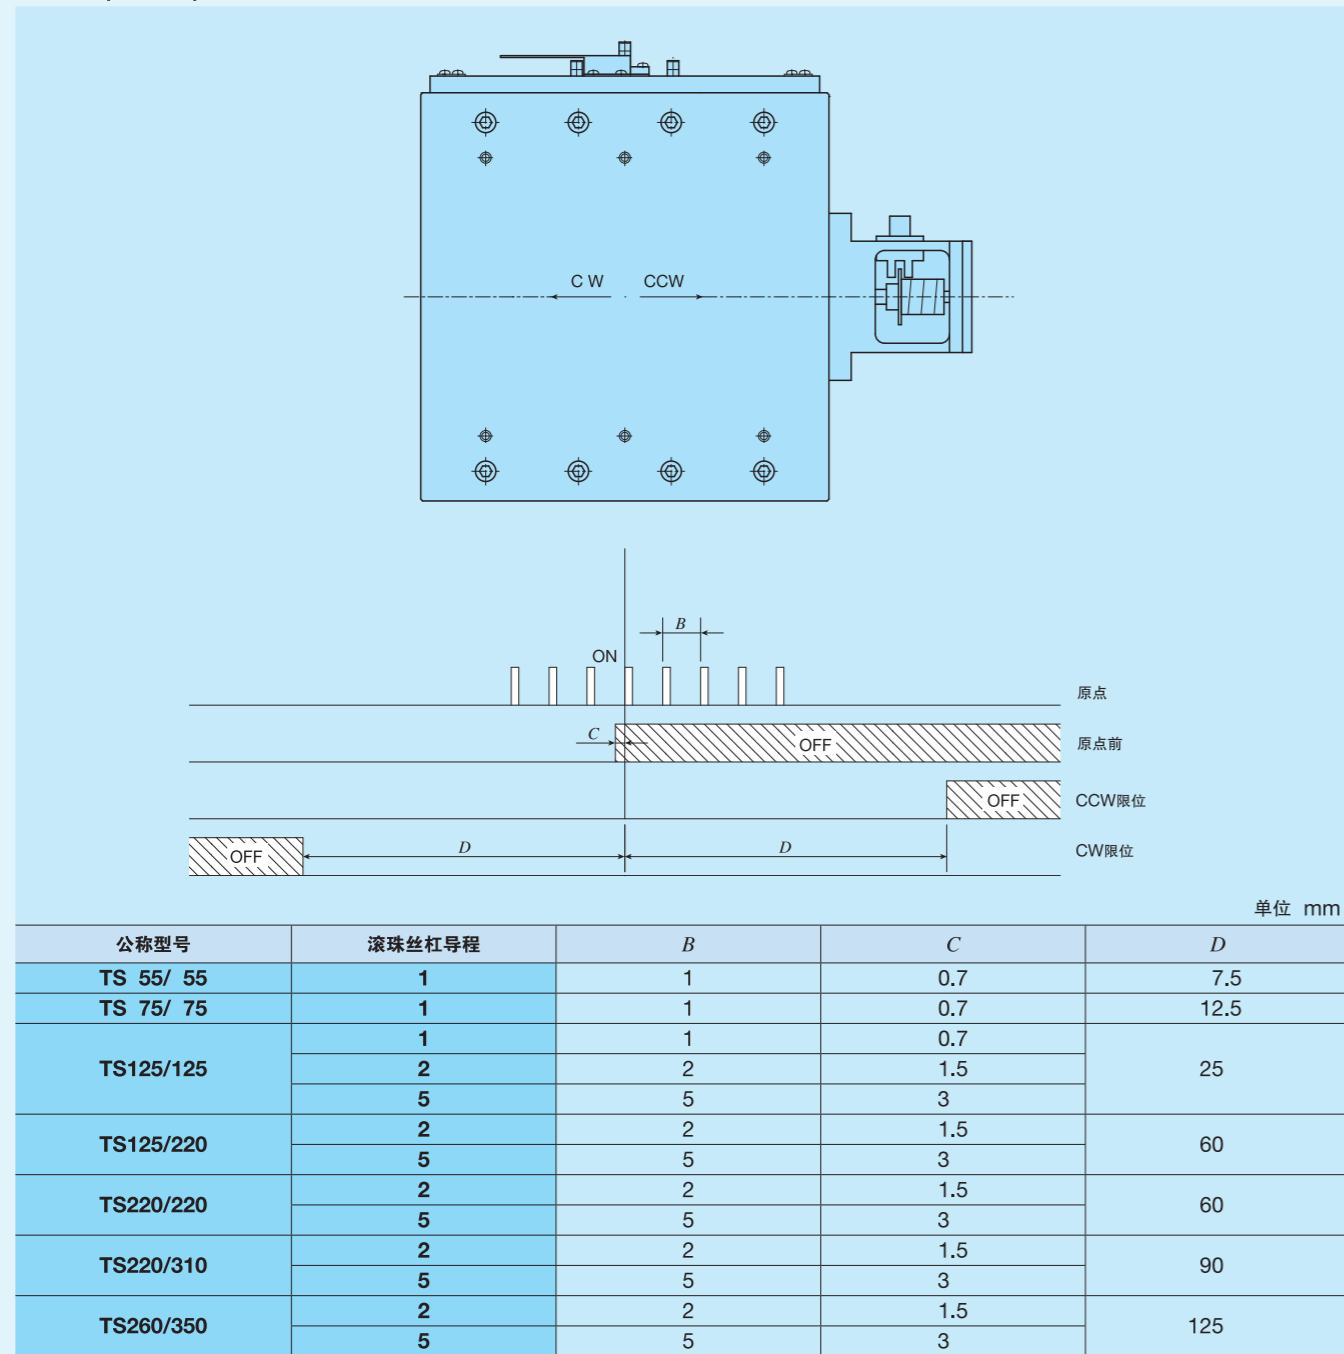 C W CCW
B
ON
原点
C OFF 原点前
OFF CCW限位
OFF D D CW限位
单位 mm
公称型号 滚珠丝杠导程 B C D
TS 55/ 55 1 1 0.7 7.5
TS 75/ 75 1 1 0.7 12.5
TS125/125 1 1 0.7 25
2 2 1.5
5 5 3
TS125/220 2 2 1.5 60
5 5 3
TS220/220 2 2 1.5 60
5 5 3
TS220/310 2 2 1.5 90
5 5 3
TS260/350 2 2 1.5 125
5 5 3